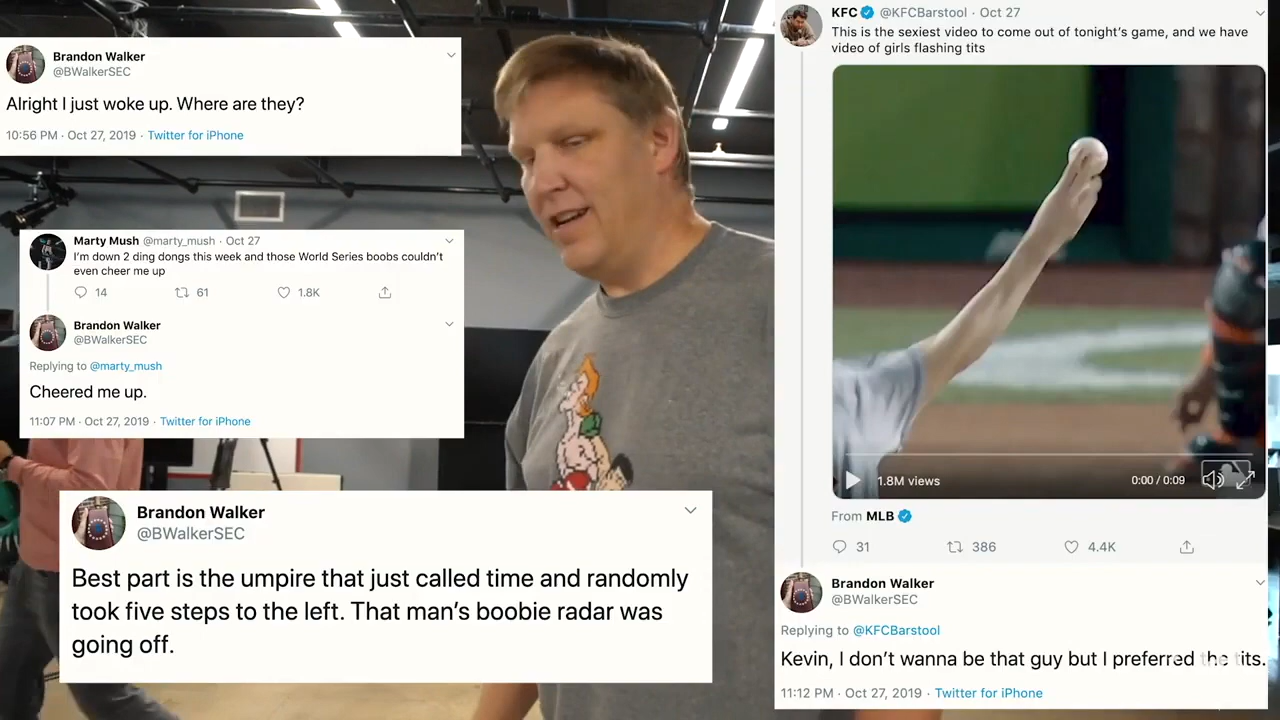 Brandon Walker
@BWalkerSEC
Alright I just woke up. Where are they?
10:56 PM · Oct 27, 2019 · Twitter for iPhone
Marty Mush @marty_mush · Oct 27
I'm down 2 ding dongs this week and those World Series boobs couldn't
even cheer me up
14 61 1.8K
Brandon Walker
@BWalkerSEC
Replying to @marty_mush
Cheered me up.
11:07 PM · Oct 27, 2019 · Twitter for iPhone
Brandon Walker
@BWalkerSEC
Best part is the umpire that just called time and randomly
took five steps to the left. That man's boobie radar was
going off.
KFC @KFCBarstool · Oct 27
This is the sexiest video to come out of tonight's game, and we have
video of girls flashing tits
1.8M views 0:00 / 0:09
From MLB
31 386 4.4K
Brandon Walker
@BWalkerSEC
Replying to @KFCBarstool
Kevin, I don't wanna be that guy but I preferred the tits.
11:12 PM · Oct 27, 2019 · Twitter for iPhone